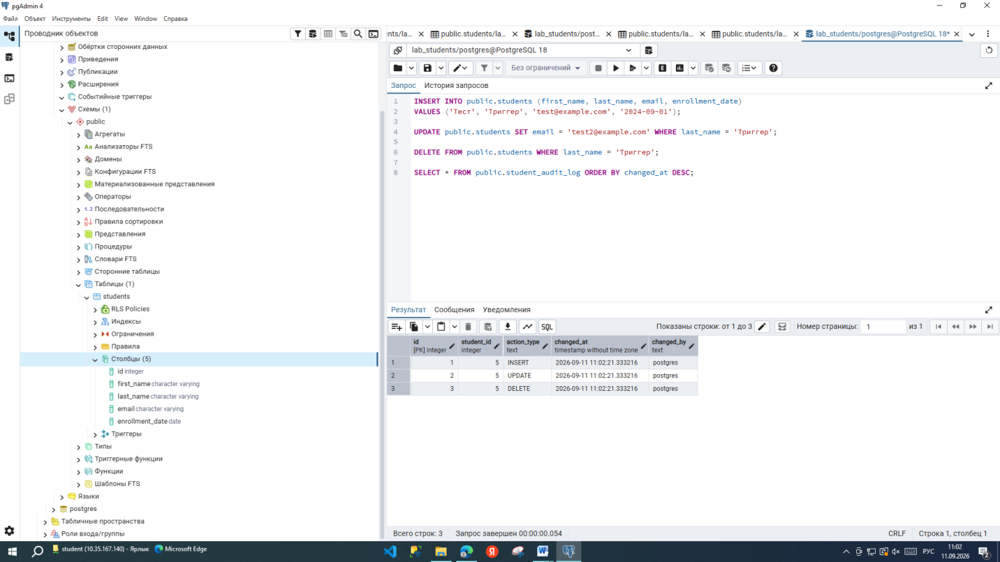 pgAdmin 4
Файл Объект Инструменты Edit View Window Справка
Проводник объектов
Обёртки сторонних данных
Приведения
Публикации
Расширения
Событийные триггеры
Схемы (1)
public
Агрегаты
Анализаторы FTS
Домены
Конфигурации FTS
Материализованные представления
Операторы
Последовательности
Правила сортировки
Представления
Процедуры
Словари FTS
Сторонние таблицы
Таблицы (1)
students
RLS Policies
Индексы
Ограничения
Правила
Столбцы (5)
id integer
first_name character varying
last_name character varying
email character varying
enrollment_date date
Триггеры
Типы
Триггерные функции
Функции
Шаблоны FTS
Языки
postgres
Табличные пространства
Роли входа/группы
ents/la... public.students/la... lab_students/post... public.students/la... public.students/la... lab_students/postgres@PostgreSQL 18*
lab_students/postgres@PostgreSQL 18
Без ограничений
Запрос История запросов
1 INSERT INTO public.students (first_name, last_name, email, enrollment_date)
2 VALUES ('Тест', 'Триггер', 'test@example.com', '2024-09-01');
3
4 UPDATE public.students SET email = 'test2@example.com' WHERE last_name = 'Триггер';
5
6 DELETE FROM public.students WHERE last_name = 'Триггер';
7
8 SELECT * FROM public.student_audit_log ORDER BY changed_at DESC;
Результат Сообщения Уведомления
SQL Показаны строки: от 1 до 3 Номер страницы: 1 из 1
id student_id action_type changed_at changed_by
[PK] integer integer text timestamp without time zone text
1 1 5 INSERT 2026-09-11 11:02:21.333216 postgres
2 2 5 UPDATE 2026-09-11 11:02:21.333216 postgres
3 3 5 DELETE 2026-09-11 11:02:21.333216 postgres
Всего строк: 3 Запрос завершен 00:00:00.054 CRLF Строка 1, столбец 1
student (10.35.167.140) - Ярлык Microsoft Edge РУС 11:02
11.09.2026 2